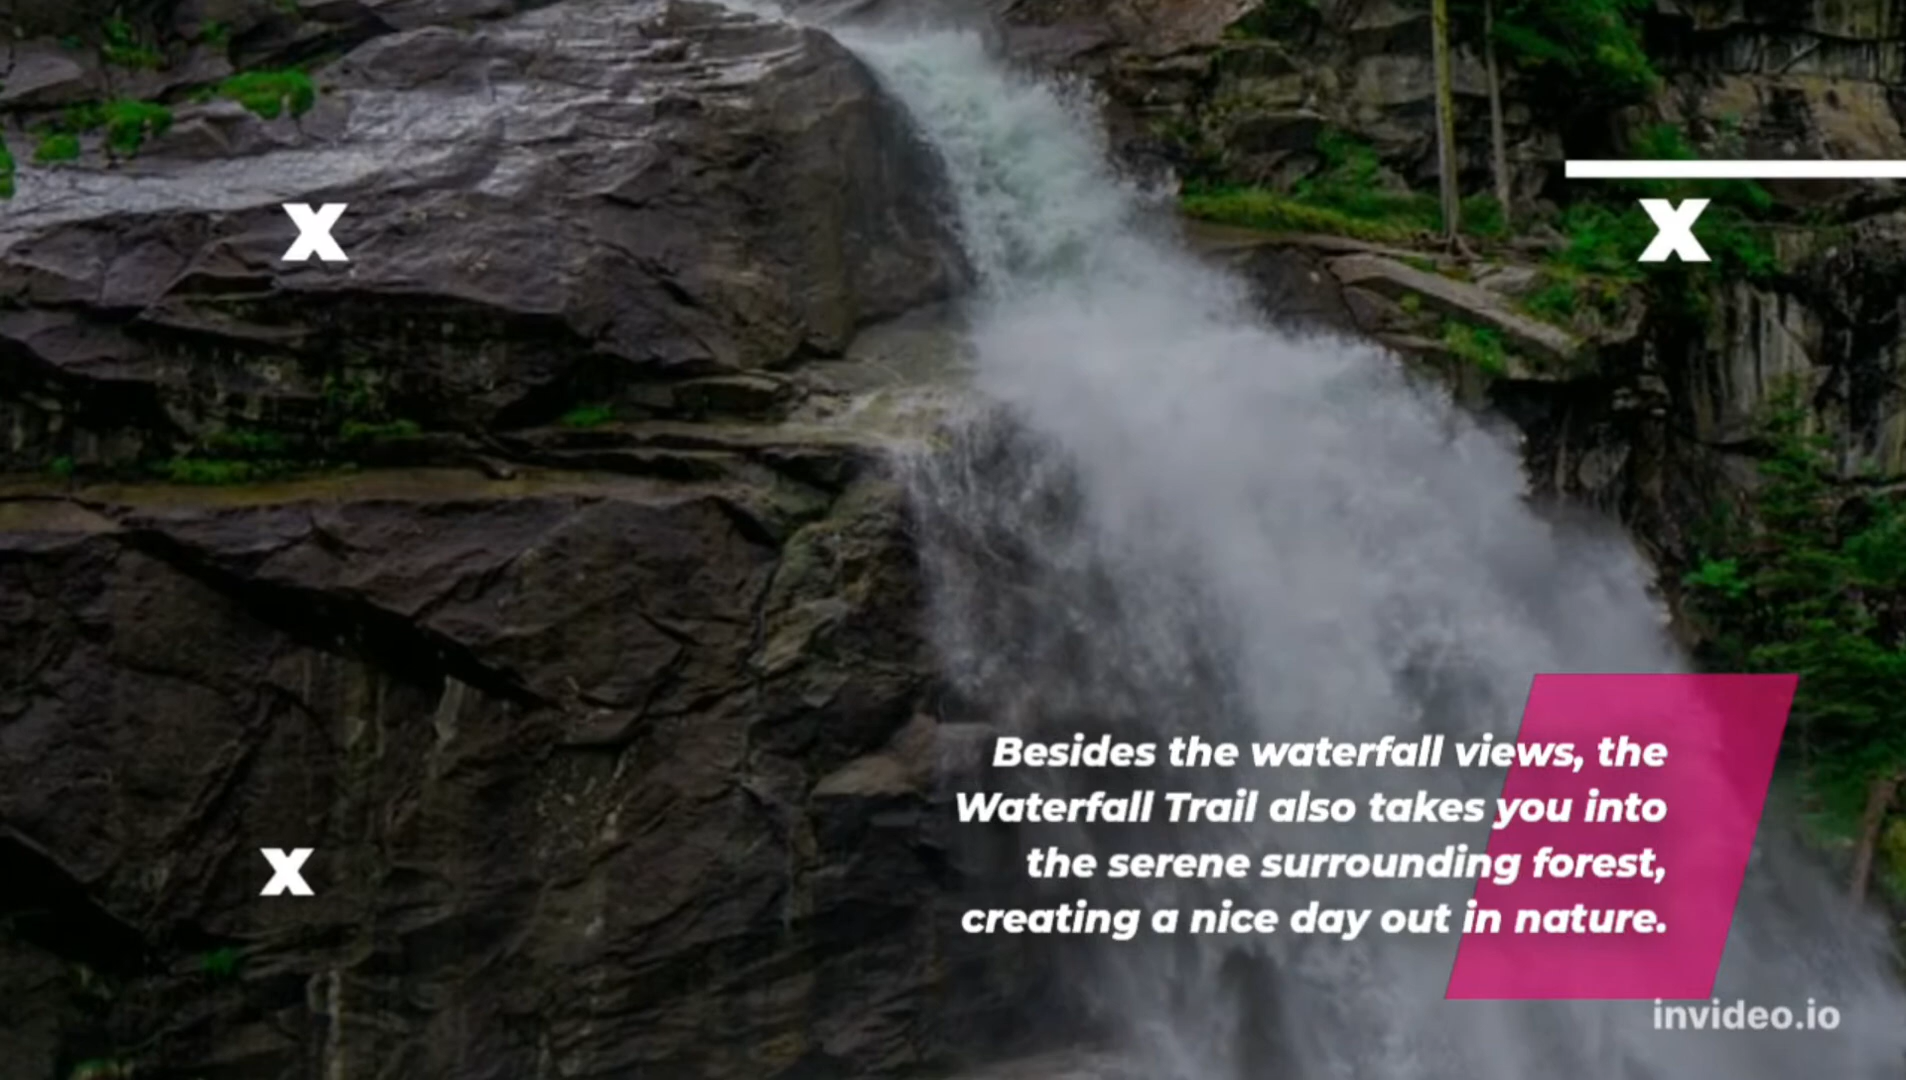 x
x
Besides the waterfall views, the
Waterfall Trail also takes you into
the serene surrounding forest,
creating a nice day out in nature.
x
invideo.io